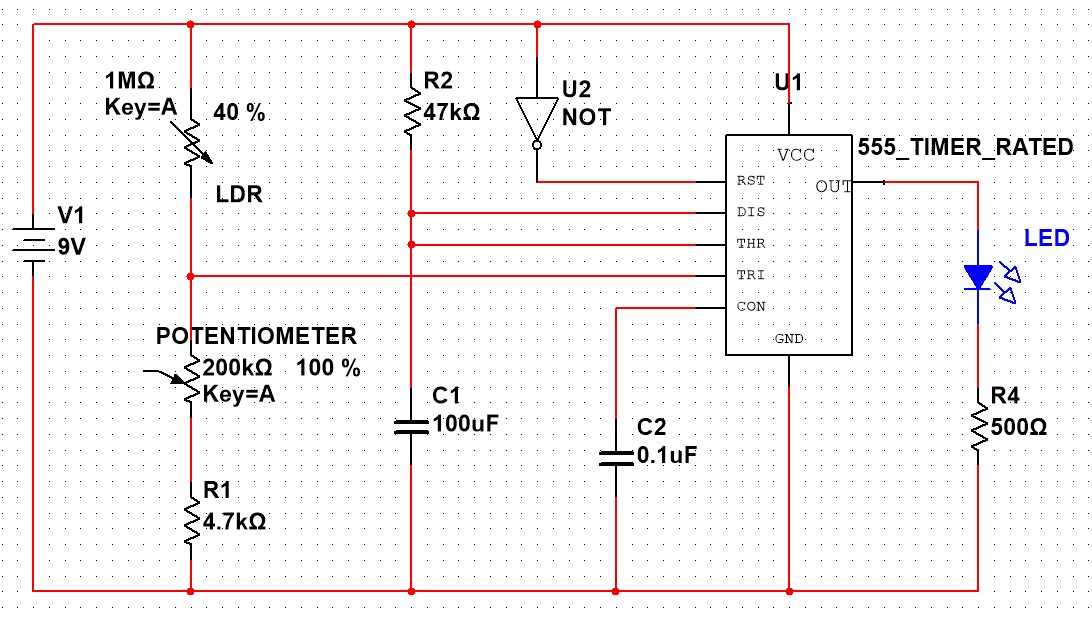 1MΩ
Key=A
40 %
LDR
R2
47kΩ
U2
NOT
U1
555_TIMER_RATED
VCC
RST
OUT
DIS
THR
TRI
CON
GND
V1
9V
LED
POTENTIOMETER
200kΩ 100 %
Key=A
C1
100uF
C2
0.1uF
R4
500Ω
R1
4.7kΩ